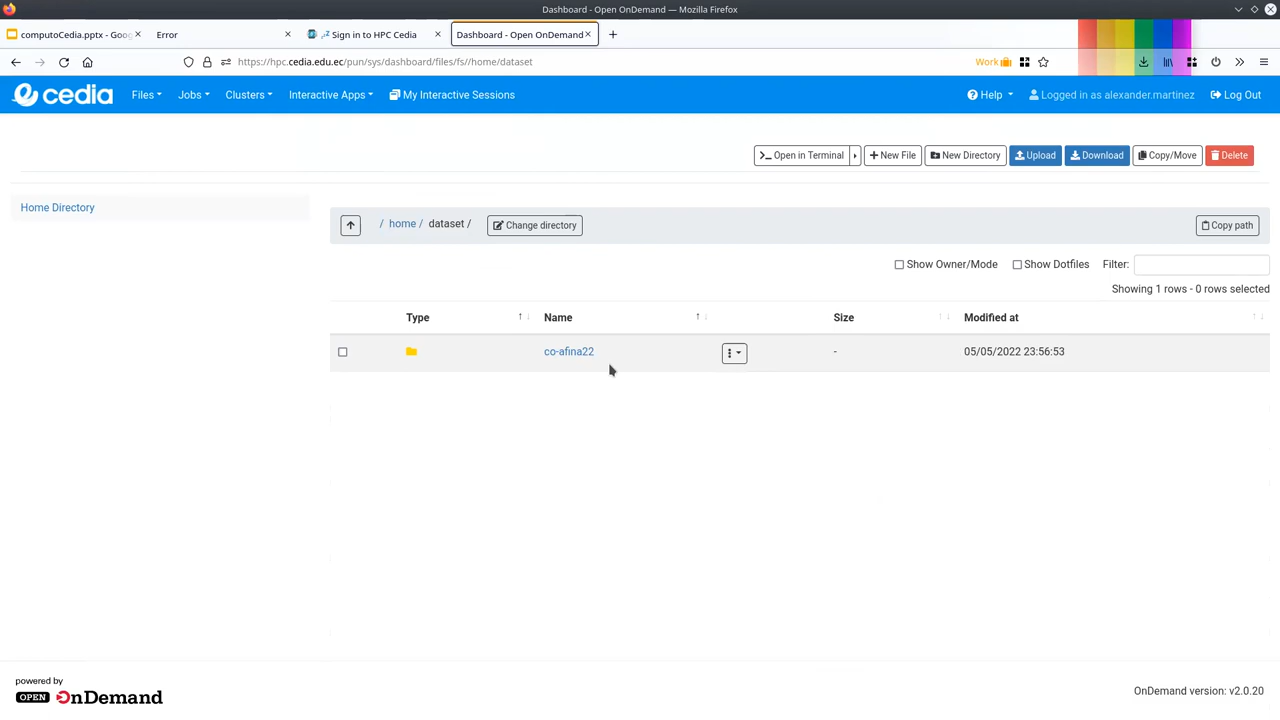 Dashboard - Open OnDemand — Mozilla Firefox
computoCedia.pptx - Goog
Error
Sign in to HPC Cedia
Dashboard - Open OnDemand
https://hpc.cedia.edu.ec/pun/sys/dashboard/files/fs//home/dataset
Work
cedia
Files
Jobs
Clusters
Interactive Apps
My Interactive Sessions
Help
Logged in as alexander.martinez
Log Out
Open in Terminal
New File
New Directory
Upload
Download
Copy/Move
Delete
Home Directory
/ home / dataset /
Change directory
Copy path
Show Owner/Mode
Show Dotfiles
Filter:
Showing 1 rows - 0 rows selected
Type
Name
Size
Modified at
co-afina22
-
05/05/2022 23:56:53
powered by
OPEN OnDemand
OnDemand version: v2.0.20